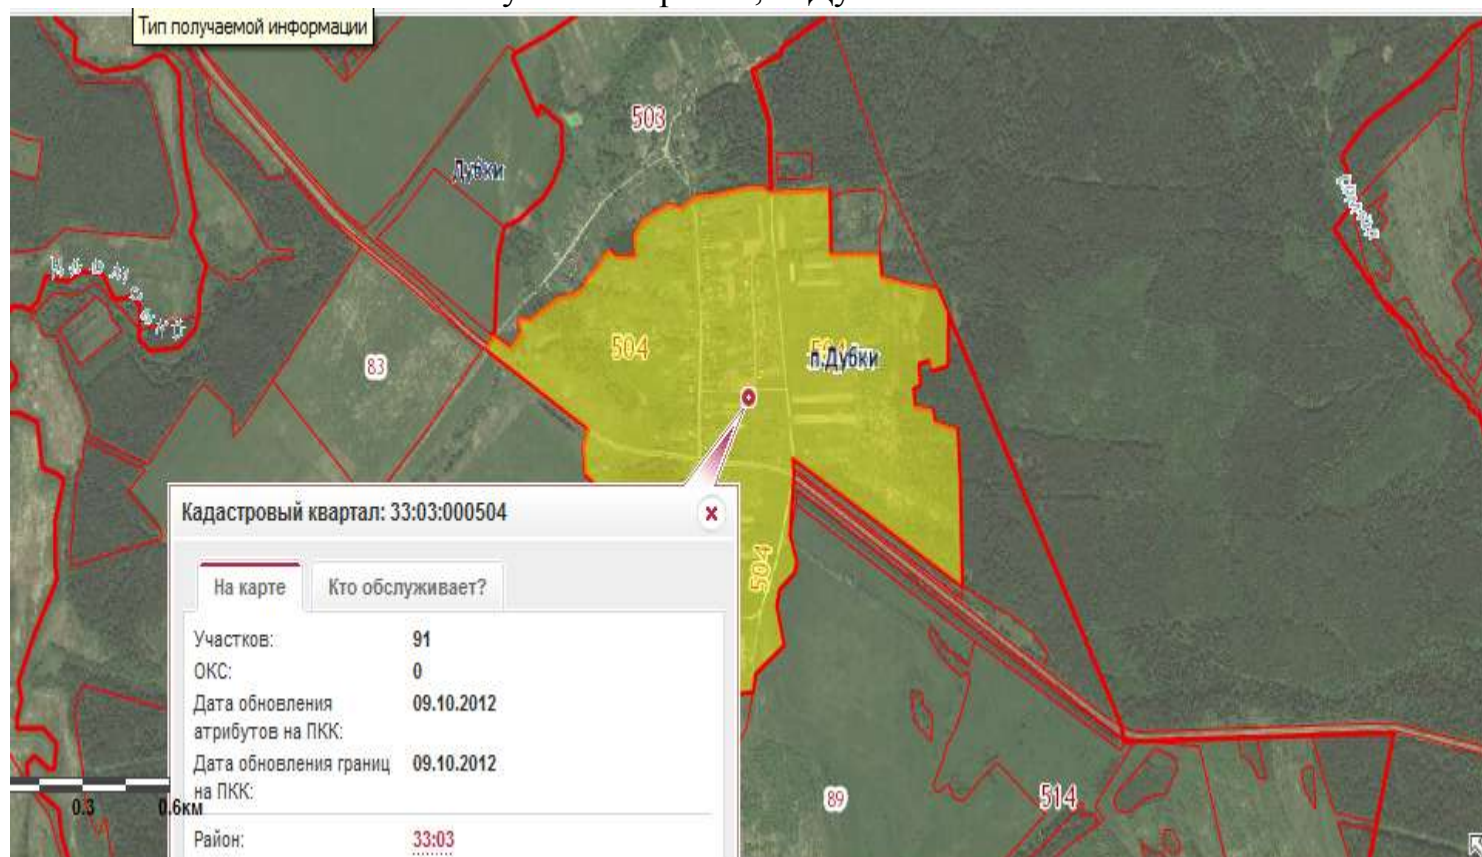 Тип получаемой информации
503
Дубки
504
п.Дубки
83
Кадастровый квартал: 33:03:000504
На карте
Кто обслуживает?
504
Участков: 91
ОКС: 0
Дата обновления 09.10.2012
атрибутов на ПКК:
Дата обновления границ 09.10.2012
на ПКК:
0.3 0.6км
89
514
Район: 33:03